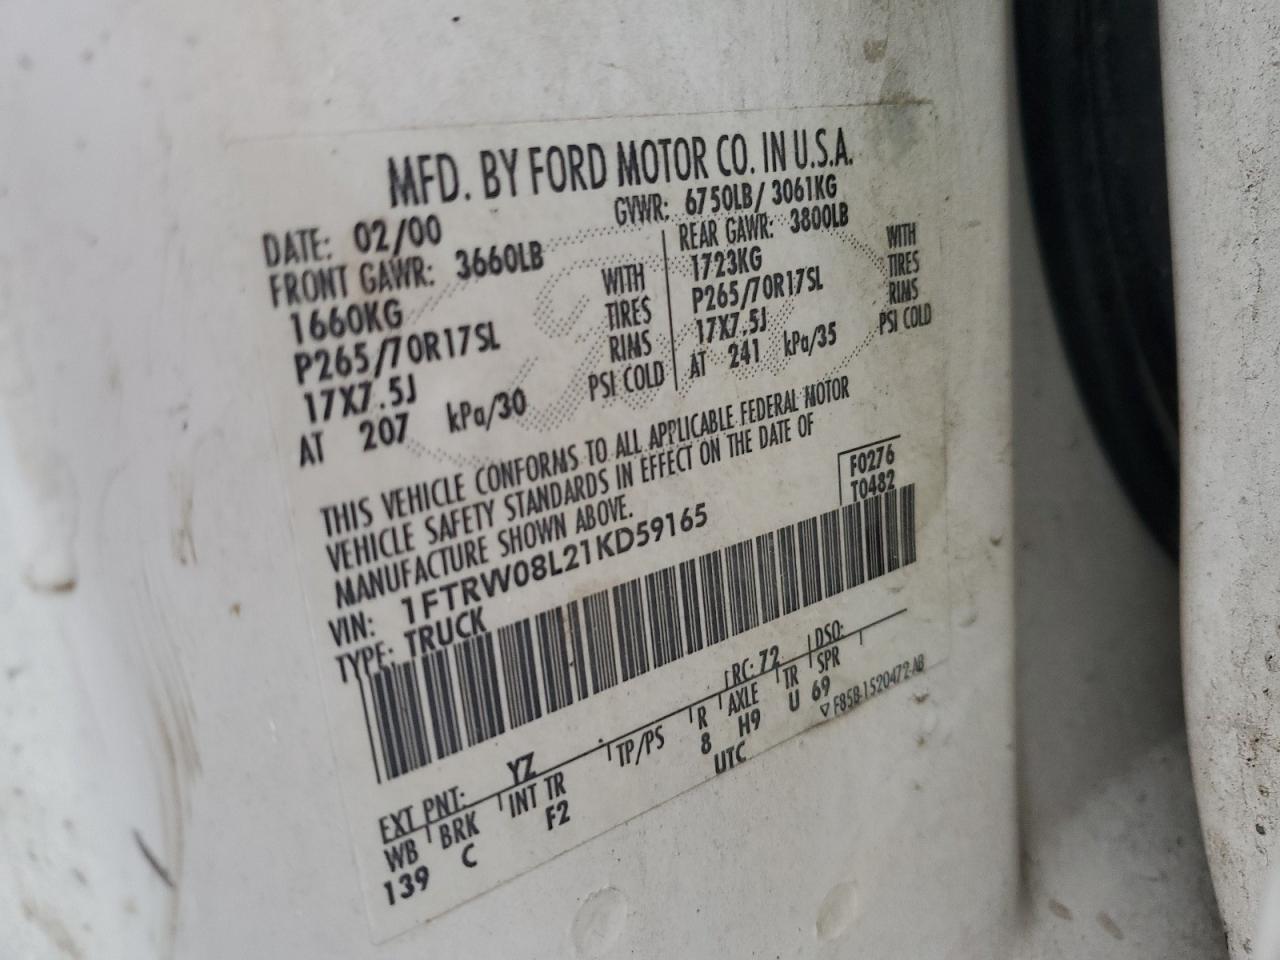 MFD. BY FORD MOTOR CO. IN U.S.A.
DATE: 02/00 GVWR: 6750LB/ 3061KG
FRONT GAWR: 3660LB REAR GAWR: 3800LB
1660KG WITH 1723KG WITH
P265/70R17SL TIRES P265/70R17SL TIRES
17X7.5J RIMS 17X7.5J RIMS
AT 207 kPa/30 PSI COLD AT 241 kPa/35 PSI COLD
THIS VEHICLE CONFORMS TO ALL APPLICABLE FEDERAL MOTOR
VEHICLE SAFETY STANDARDS IN EFFECT ON THE DATE OF
MANUFACTURE SHOWN ABOVE.
F0276
T0482
VIN: 1FTRW08L21KD59165
TYPE: TRUCK
EXT PNT: YZ RC: 72 DSO:
WB BRK INT TR TP/PS R AXLE TR SPR
139 C F2 8 H9 U 69
UTC
▽ F85B-1520472-AB